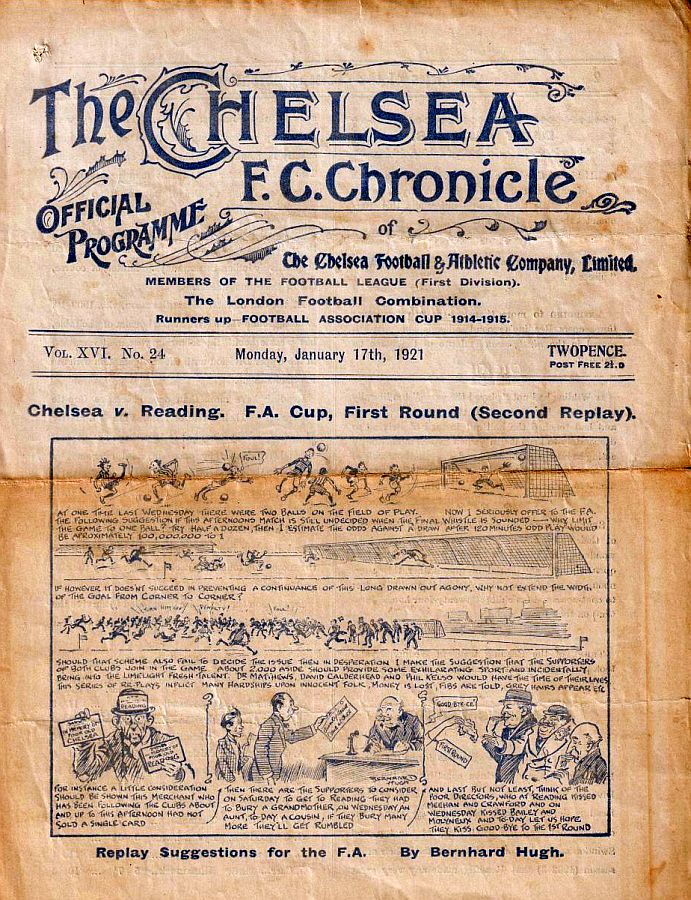 The CHELSEA
F.C. Chronicle
OFFICIAL
PROGRAMME
of
The Chelsea Football & Athletic Company, Limited.
MEMBERS OF THE FOOTBALL LEAGUE (First Division).
The London Football Combination.
Runners up—FOOTBALL ASSOCIATION CUP 1914-1915.
VOL. XVI. No. 24
Monday, January 17th, 1921
TWOPENCE.
POST FREE 2½.D
Chelsea v. Reading. F.A. Cup, First Round (Second Replay).
FOUL!?
AT ONE TIME LAST WEDNESDAY THERE WERE TWO BALLS ON THE FIELD OF PLAY. NOW I SERIOUSLY OFFER TO THE F.A.
THE FOLLOWING SUGGESTION IF THIS AFTERNOONS MATCH IS STILL UNDECIDED WHEN THE FINAL WHISTLE IS SOUNDED — WHY LIMIT
THE GAME TO ONE BALL? TRY HALF A DOZEN, THEN I ESTIMATE THE ODDS AGAINST A DRAW AFTER 120 MINUTES ODD PLAY WOULD
BE APROXIMATELY 100,000,000 TO 1
IF HOWEVER IT DOESN'T SUCCEED IN PREVENTING A CONTINUANCE OF THIS LONG DRAWN OUT AGONY, WHY NOT EXTEND THE WIDTH
OF THE GOAL FROM CORNER TO CORNER?
PENALTY!
FOUL!
SHOULD THAT SCHEME ALSO FAIL TO DECIDE THE ISSUE THEN IN DESPERATION I MAKE THE SUGGESTION THAT THE SUPPORTERS
OF BOTH CLUBS JOIN IN THE GAME. ABOUT 2,000 ASIDE SHOULD PROVIDE SOME EXHILARATING SPORT AND INCIDENTALLY
BRING INTO THE LIMELIGHT FRESH TALENT. DR MATTHEWS, DAVID CALDERHEAD AND PHIL KELSO WOULD HAVE THE TIME OF THEIR LIVES
THIS SERIES OF RE-PLAYS INFLICT MANY HARDSHIPS UPON INNOCENT FOLK, MONEY IS LOST, FIBS ARE TOLD, GREY HAIRS APPEAR ETC
READING
CHELSEA
READING
BERNHARD
HUGH
GOOD-BYE-EE
FIRST ROUND
FOR INSTANCE A LITTLE CONSIDERATION
SHOULD BE SHOWN THIS MERCHANT WHO
HAS BEEN FOLLOWING THE CLUBS ABOUT
AND UP TO THIS AFTERNOON HAD NOT
SOLD A SINGLE CARD
THEN THERE ARE THE SUPPORTERS TO CONSIDER
ON SATURDAY TO GET TO READING THEY HAD
TO BURY A GRANDMOTHER, ON WEDNESDAY AN
AUNT, TO DAY A COUSIN, IF THEY BURY MANY
MORE THEY'LL GET RUMBLED
AND LAST BUT NOT LEAST, THINK OF THE
POOR DIRECTORS, WHO AT READING KISSED
MEEHAN AND CRAWFORD AND ON
WEDNESDAY KISSED BAILEY AND
MOLYNEUX AND TO-DAY LET US HOPE
THEY KISS GOOD-BYE TO THE 1ST ROUND
Replay Suggestions for the F.A. By Bernhard Hugh.